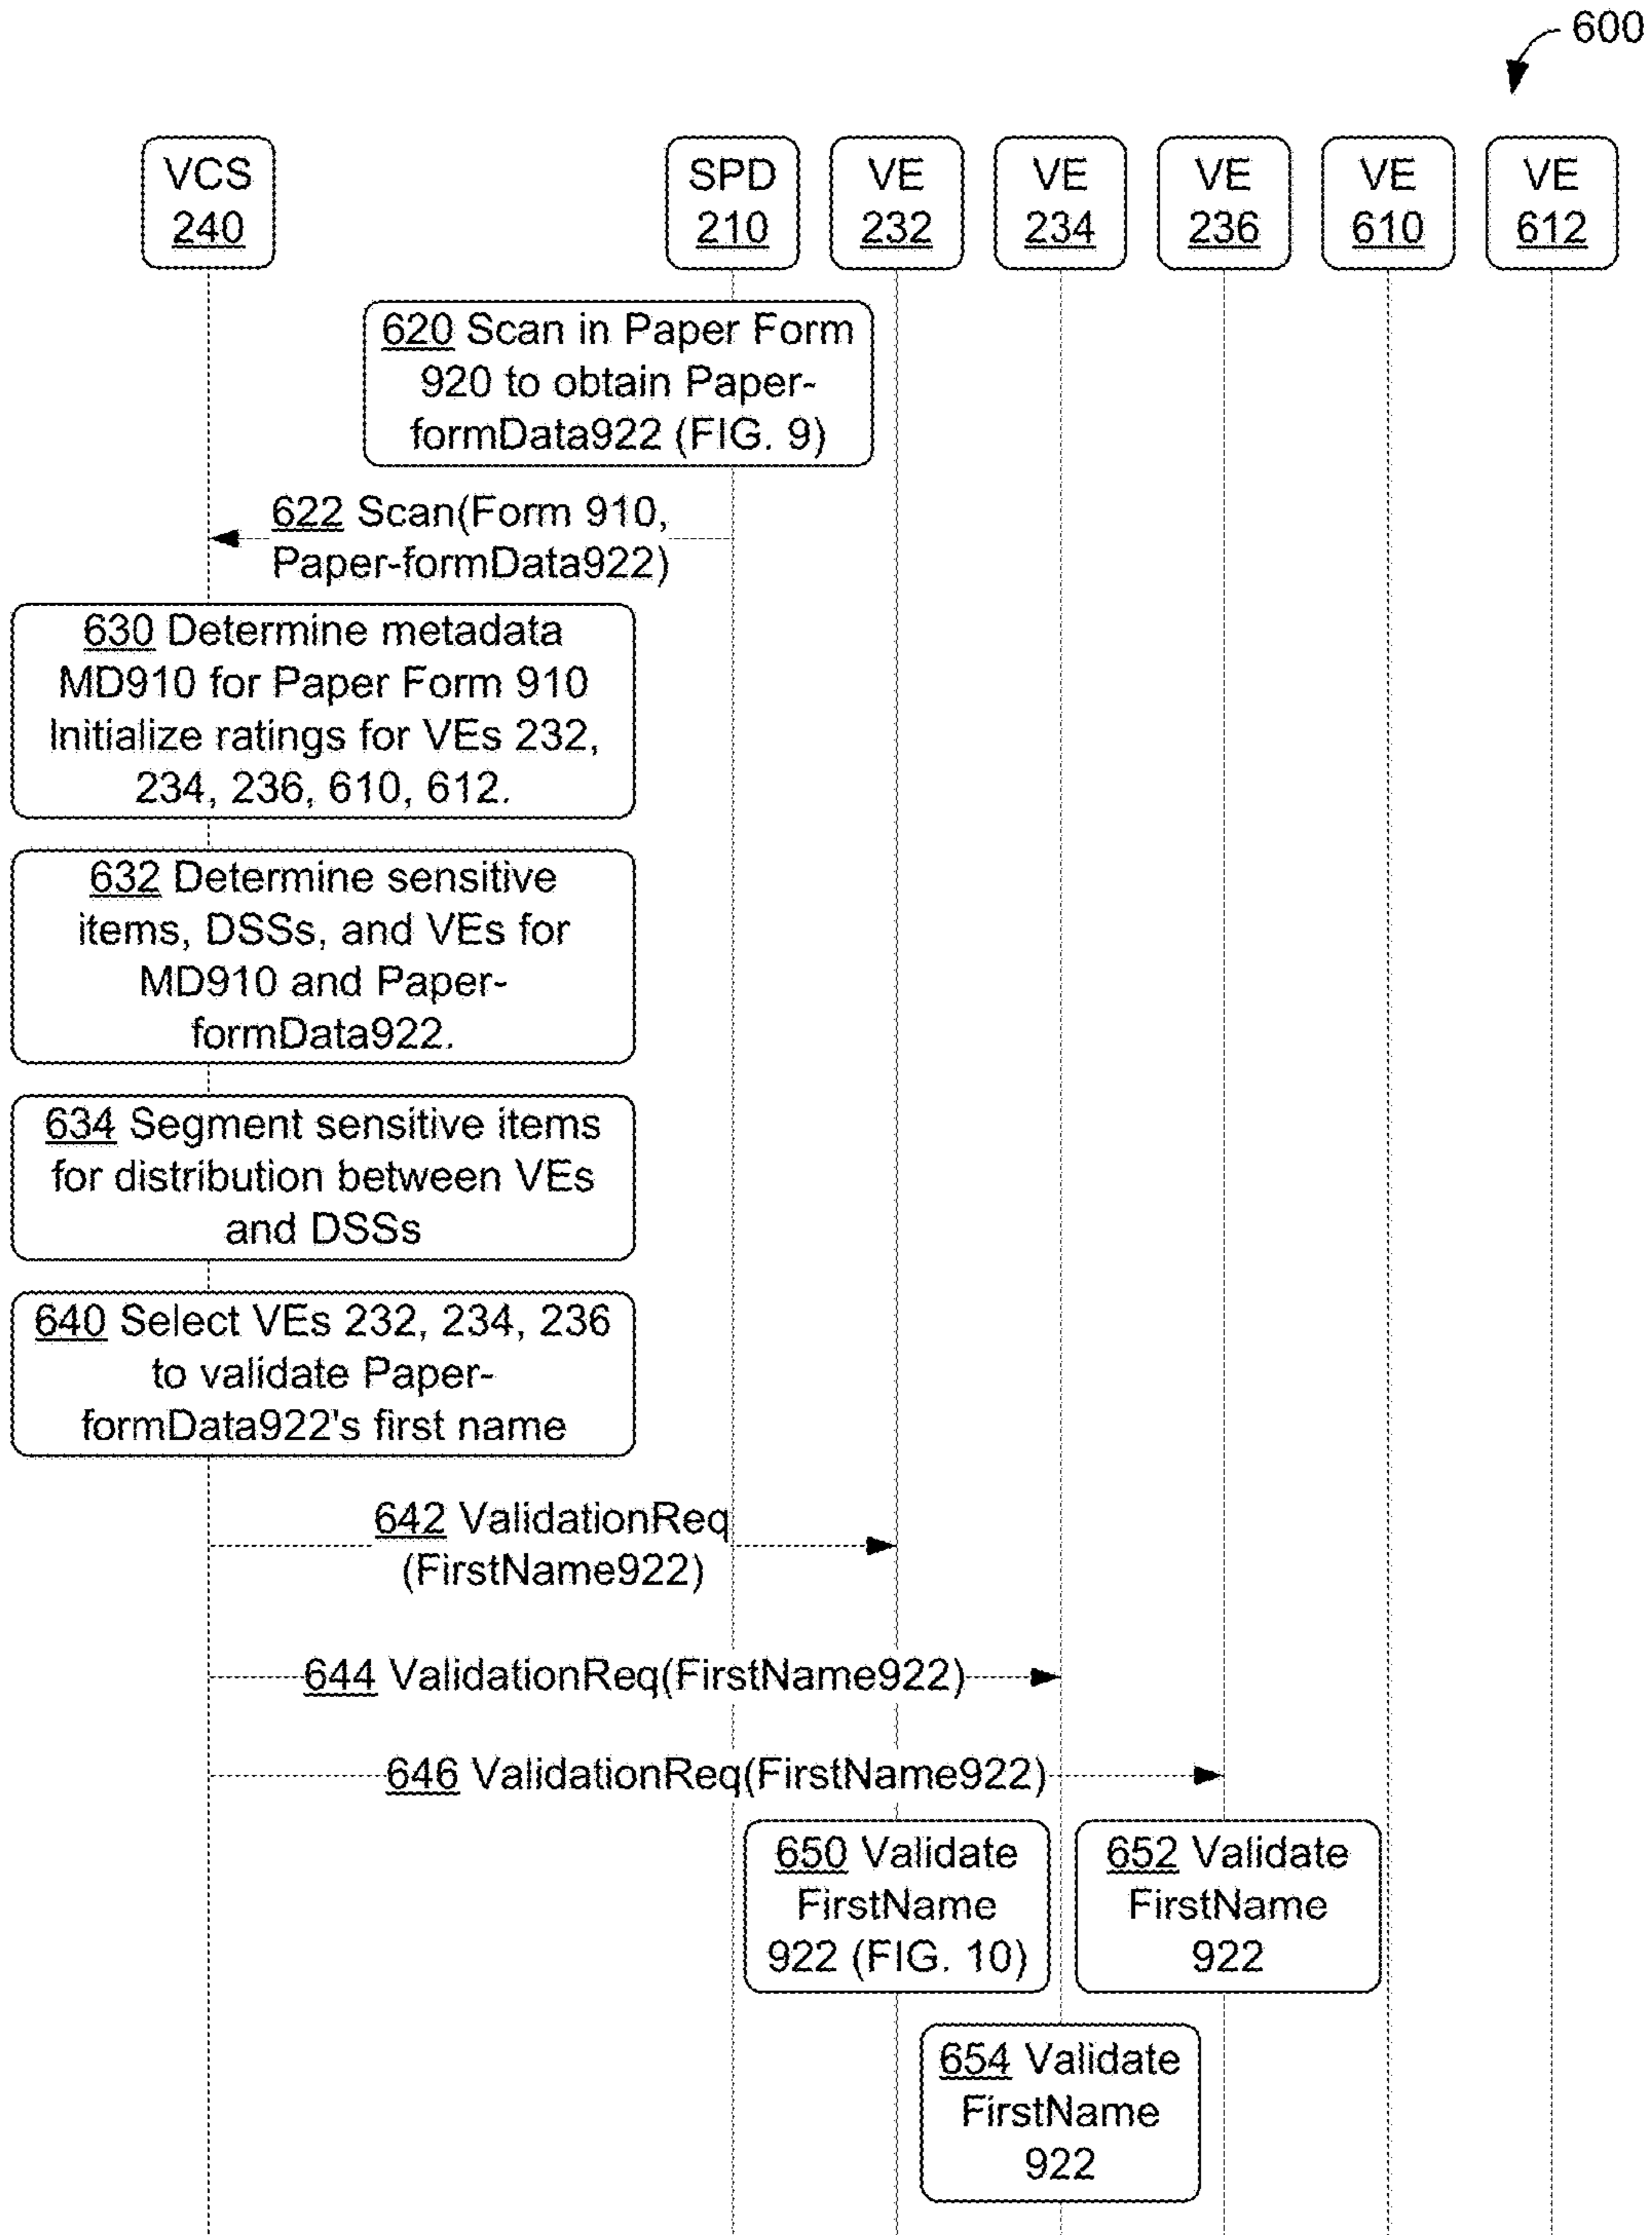 600
VCS
240
SPD
210
VE
232
VE
234
VE
236
VE
610
VE
612
620 Scan in Paper Form
920 to obtain Paper-
formData922 (FIG. 9)
622 Scan(Form 910,
Paper-formData922)
630 Determine metadata
MD910 for Paper Form 910
Initialize ratings for VEs 232,
234, 236, 610, 612.
632 Determine sensitive
items, DSSs, and VEs for
MD910 and Paper-
formData922.
634 Segment sensitive items
for distribution between VEs
and DSSs
640 Select VEs 232, 234, 236
to validate Paper-
formData922's first name
642 ValidationReq
(FirstName922)
644 ValidationReq(FirstName922)
646 ValidationReq(FirstName922)
650 Validate
FirstName
922 (FIG. 10)
652 Validate
FirstName
922
654 Validate
FirstName
922